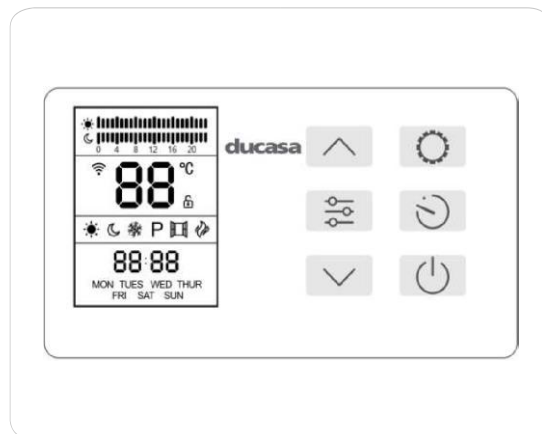 0 4 8 12 16 20
88 °C
ducasa
P
88:88
MON TUES WED THUR
FRI SAT SUN